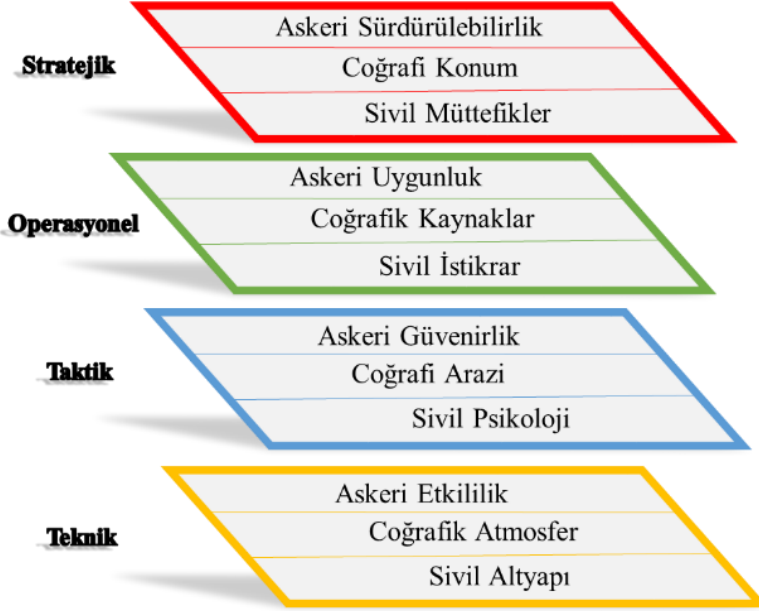 Stratejik
Askeri Sürdürülebilirlik
Coğrafi Konum
Sivil Müttefikler
Operasyonel
Askeri Uygunluk
Coğrafik Kaynaklar
Sivil İstikrar
Taktik
Askeri Güvenirlik
Coğrafi Arazi
Sivil Psikoloji
Teknik
Askeri Etkililik
Coğrafik Atmosfer
Sivil Altyapı